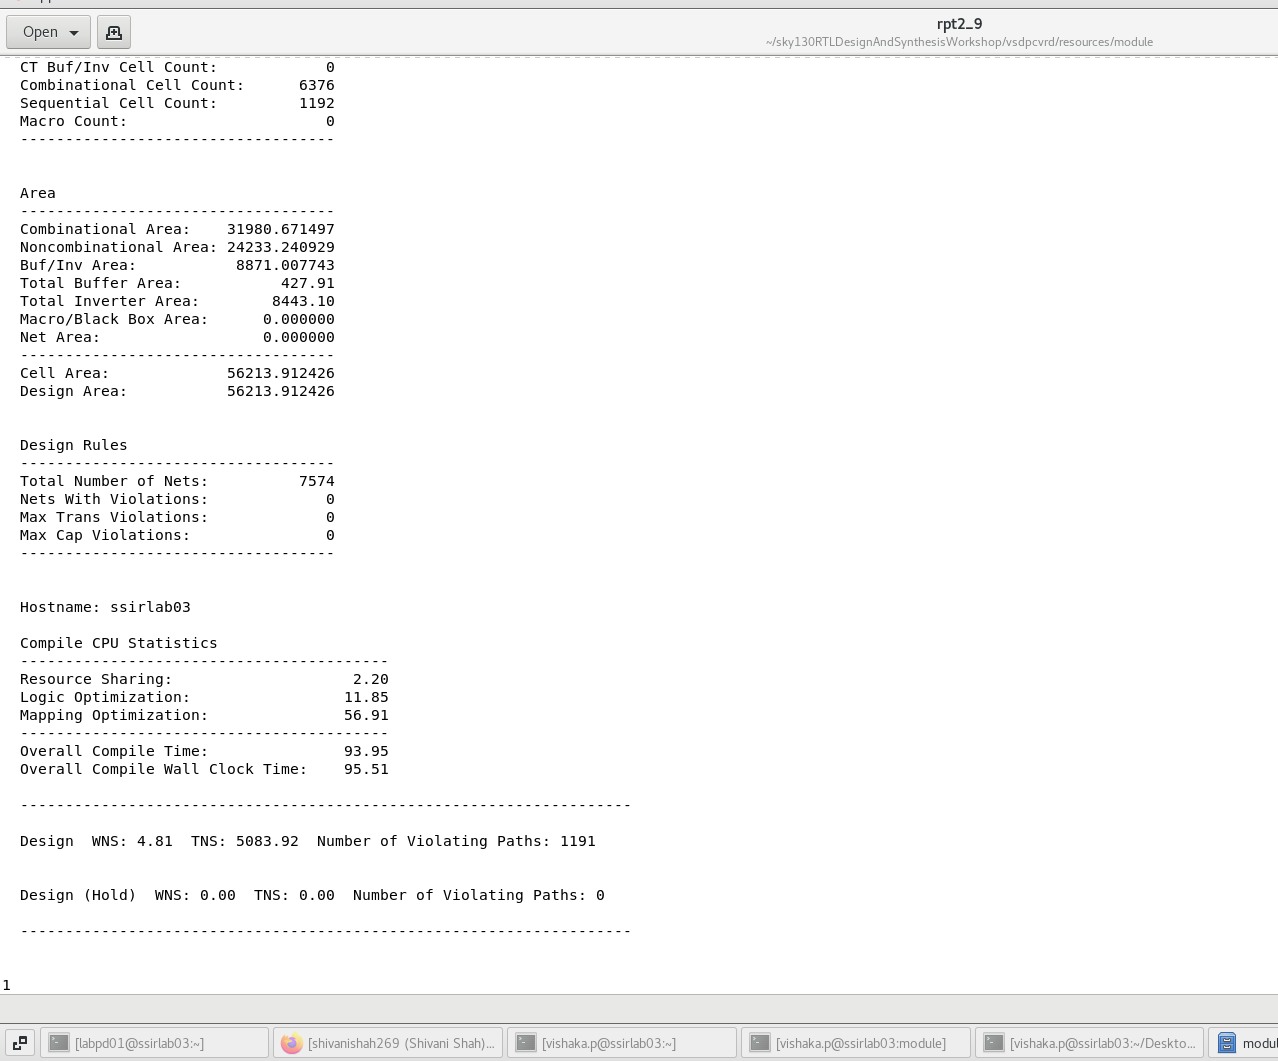 Open
rpt2_9
~/sky130RTLDesignAndSynthesisWorkshop/vsdpcvrd/resources/module
CT Buf/Inv Cell Count: 0
Combinational Cell Count: 6376
Sequential Cell Count: 1192
Macro Count: 0
-----------------------------------
Area
-----------------------------------
Combinational Area: 31980.671497
Noncombinational Area: 24233.240929
Buf/Inv Area: 8871.007743
Total Buffer Area: 427.91
Total Inverter Area: 8443.10
Macro/Black Box Area: 0.000000
Net Area: 0.000000
-----------------------------------
Cell Area: 56213.912426
Design Area: 56213.912426
Design Rules
-----------------------------------
Total Number of Nets: 7574
Nets With Violations: 0
Max Trans Violations: 0
Max Cap Violations: 0
-----------------------------------
Hostname: ssirlab03
Compile CPU Statistics
-----------------------------------------
Resource Sharing: 2.20
Logic Optimization: 11.85
Mapping Optimization: 56.91
-----------------------------------------
Overall Compile Time: 93.95
Overall Compile Wall Clock Time: 95.51
--------------------------------------------------------------------
Design WNS: 4.81 TNS: 5083.92 Number of Violating Paths: 1191
Design (Hold) WNS: 0.00 TNS: 0.00 Number of Violating Paths: 0
--------------------------------------------------------------------
1
[labpd01@ssirlab03:~] [shivanishah269 (Shivani Shah)... [vishaka.p@ssirlab03:~] [vishaka.p@ssirlab03:module] [vishaka.p@ssirlab03:~/Deskto...